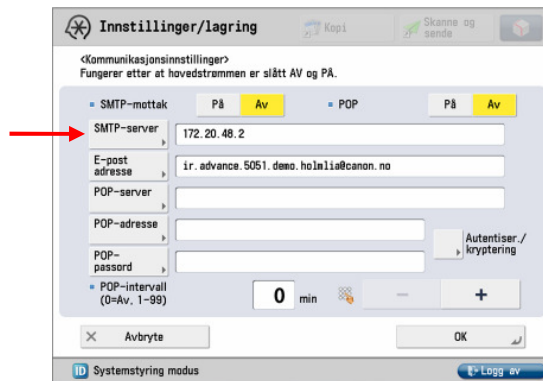 Innstillinger/lagring
Kopi
Skanne og
sende
<Kommunikasjonsinnstillinger>
Fungerer etter at hovedstrømmen er slått AV og PÅ.
SMTP-mottak
På
Av
POP
På
Av
SMTP-server
172.20.48.2
E-post
adresse
ir.advance.5051.demo.holmlia@canon.no
POP-server
POP-adresse
Autentiser./
kryptering
POP-
passord
POP-intervall
(0=Av, 1-99)
0
min
−
+
Avbryte
OK
ID Systemstyring modus
Logg av